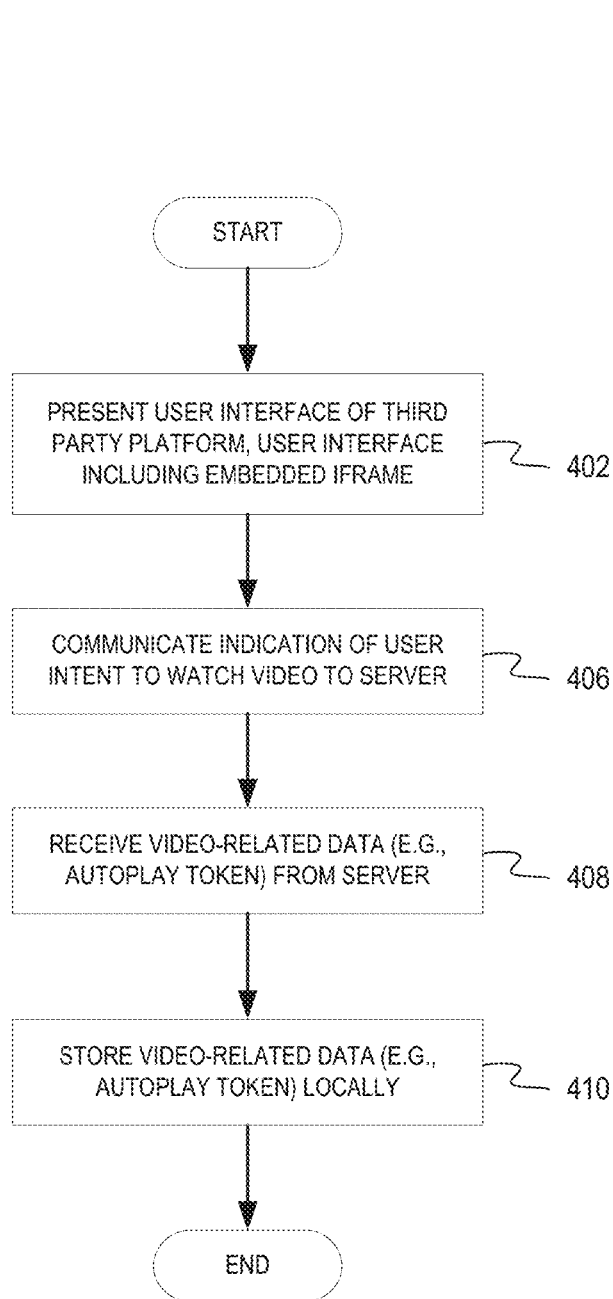 START
PRESENT USER INTERFACE OF THIRD
PARTY PLATFORM, USER INTERFACE
INCLUDING EMBEDDED IFRAME
402
COMMUNICATE INDICATION OF USER
INTENT TO WATCH VIDEO TO SERVER
406
RECEIVE VIDEO-RELATED DATA (E.G.,
AUTOPLAY TOKEN) FROM SERVER
408
STORE VIDEO-RELATED DATA (E.G.,
AUTOPLAY TOKEN) LOCALLY
410
END